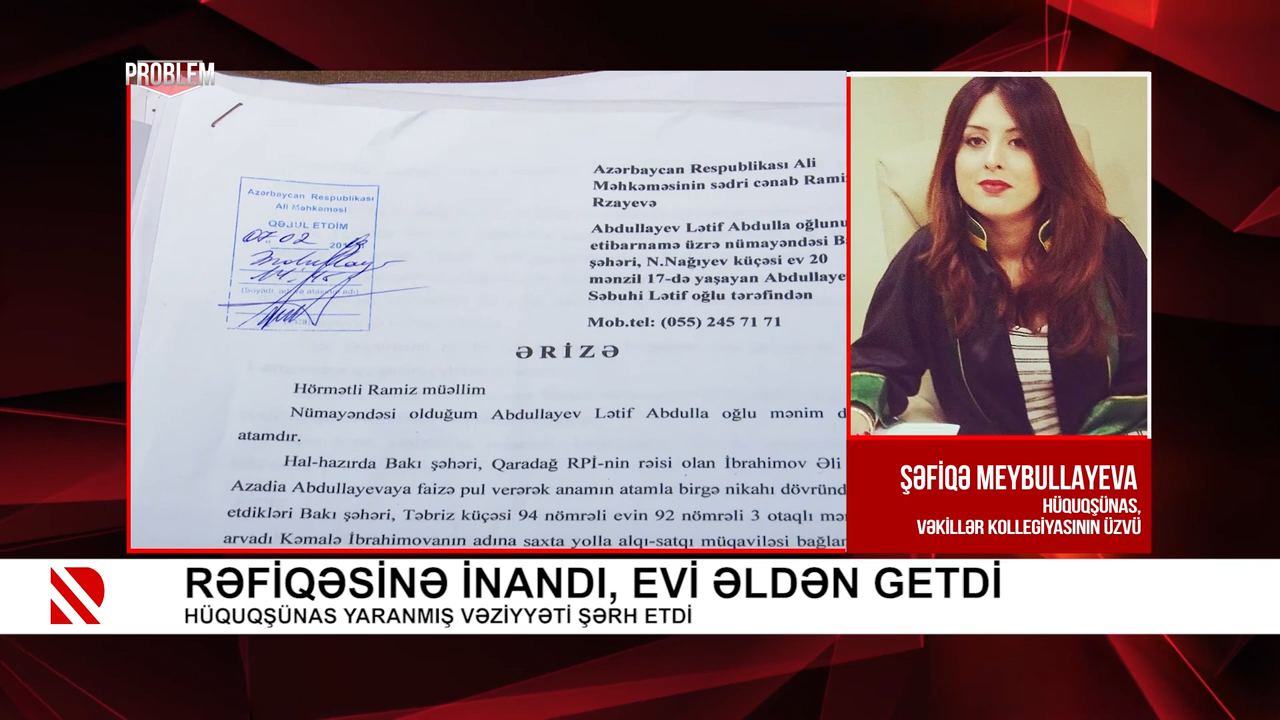 PROBLEM
Azərbaycan Respublikası
Ali Məhkəməsi
QƏBUL ETDİM
07 02 201
Azərbaycan Respublikası Ali
Məhkəməsinin sədri cənab Ramiz
Rzayevə
Abdullayev Lətif Abdulla oğlunu
etibarnamə üzrə nümayəndəsi B
şəhəri, N.Nağıyev küçəsi ev 20
mənzil 17-də yaşayan Abdullaye
Səbuhi Lətif oğlu tərəfindən
Mob.tel: (055) 245 71 71
ƏRİZƏ
Hörmətli Ramiz müəllim
Nümayəndəsi olduğum Abdullayev Lətif Abdulla oğlu mənim d
atamdır.
Hal-hazırda Bakı şəhəri, Qaradağ RPİ-nin rəisi olan İbrahimov Əli
Azadia Abdullayevaya faizə pul verərək anamın atamla birgə nikahı dövründ
etdikləri Bakı şəhəri, Təbriz küçəsi 94 nömrəli evin 92 nömrəli 3 otaqlı mə
arvadı Kəmalə İbrahimovanın adına saxta yolla alqı-satqı müqaviləsi bağlan
ŞƏFİQƏ MEYBULLAYEVA
HÜQUQŞÜNAS,
VƏKİLLƏR KOLLEGİYASININ ÜZVÜ
RƏFİQƏSİNƏ İNANDI, EVİ ƏLDƏN GETDİ
HÜQUQŞÜNAS YARANMIŞ VƏZİYYƏTİ ŞƏRH ETDİ